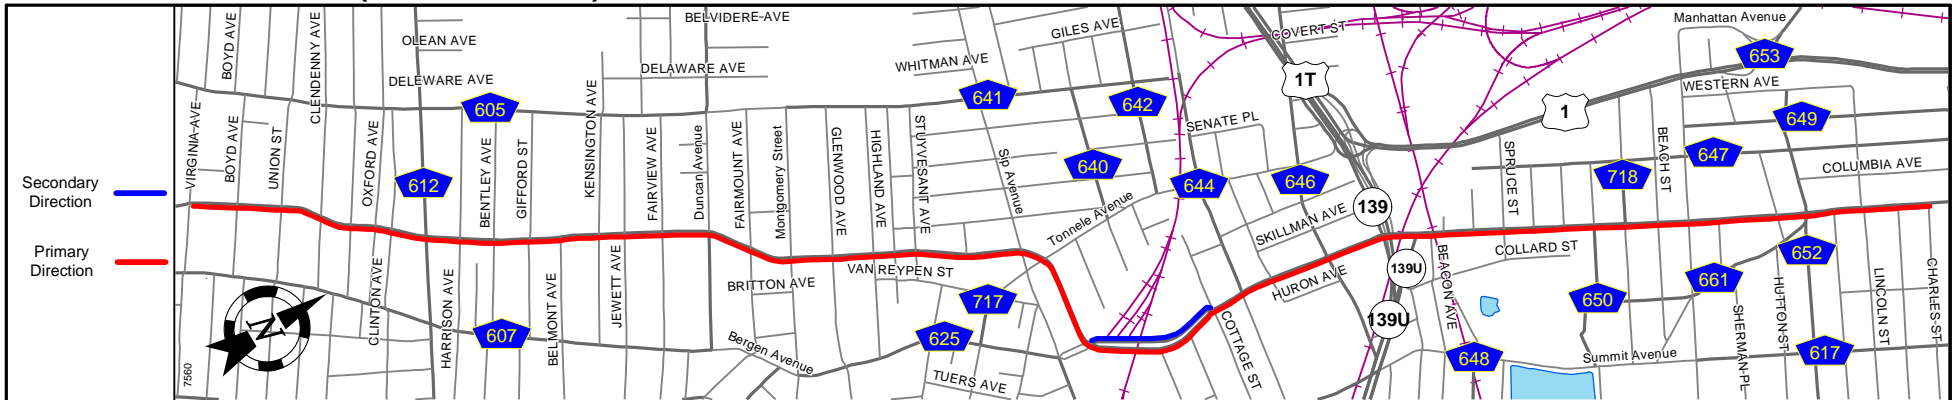 Secondary
Direction
Primary
Direction
7560
N
VIRGINIA AVE
BOYD AVE
BOYD AVE
UNION ST
CLENDENNY AVE
OXFORD AVE
CLINTON AVE
OLEAN AVE
DELEWARE AVE
605
612
HARRISON AVE
BENTLEY AVE
GIFFORD ST
607
BELMONT AVE
KENSINGTON AVE
JEWETT AVE
FAIRVIEW AVE
BELVIDERE AVE
DELAWARE AVE
Duncan Avenue
FAIRMOUNT AVE
Montgomery Street
BRITTON AVE
Bergen Avenue
GLENWOOD AVE
HIGHLAND AVE
STUYVESANT AVE
VAN REYPEN ST
625
717
TUERS AVE
WHITMAN AVE
641
GILES AVE
642
640
Sip Avenue
Tonnele Avenue
SENATE PL
644
646
COVERT ST
1T
139
SKILLMAN AVE
HURON AVE
COTTAGE ST
139U
139U
BEACON AVE
648
1
SPRUCE ST
COLLARD ST
650
Summit Avenue
718
BEACH ST
647
649
653
Manhattan Avenue
WESTERN AVE
COLUMBIA AVE
661
652
SHERMAN PL
HUTTON ST
617
LINCOLN ST
CHARLES ST